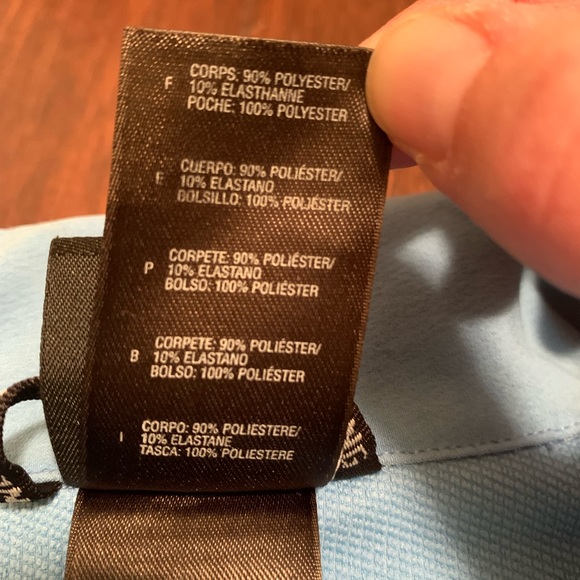 F CORPS: 90% POLYESTER/
10% ELASTHANNE
POCHE: 100% POLYESTER
E CUERPO: 90% POLIÉSTER/
10% ELASTANO
BOLSILLO: 100% POLIÉSTER
P CORPETE: 90% POLIÉSTER/
10% ELASTANO
BOLSO: 100% POLIÉSTER
B CORPETE: 90% POLIÉSTER/
10% ELASTANO
BOLSO: 100% POLIÉSTER
I CORPO: 90% POLIESTERE/
10% ELASTANE
TASCA: 100% POLIESTERE